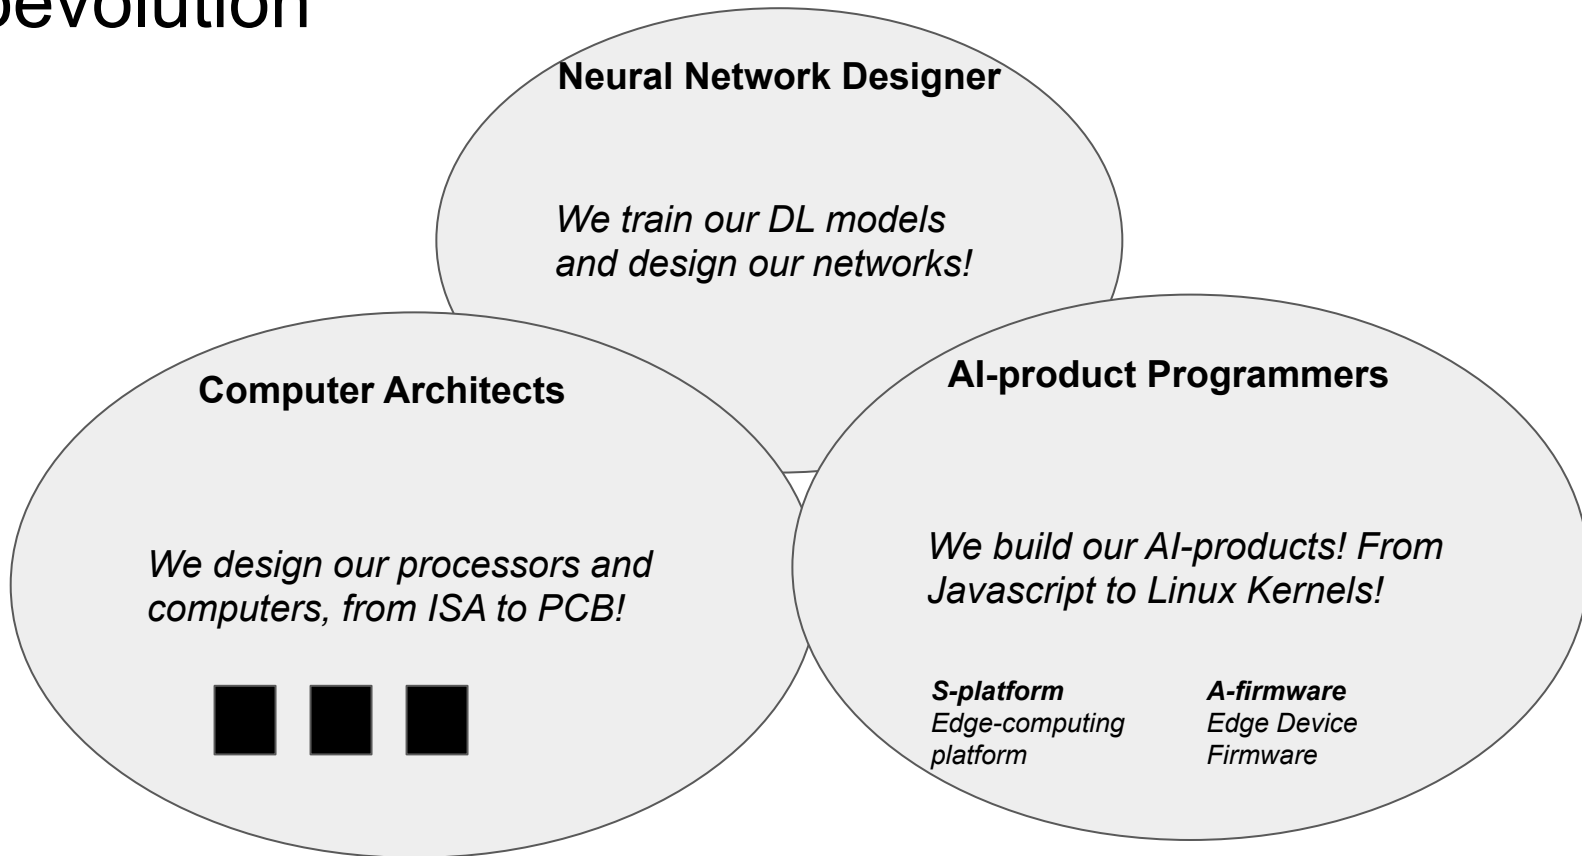 oevolution
Neural Network Designer
We train our DL models
and design our networks!
Computer Architects
We design our processors and
computers, from ISA to PCB!
AI-product Programmers
We build our AI-products! From
Javascript to Linux Kernels!
S-platform
Edge-computing
platform
A-firmware
Edge Device
Firmware